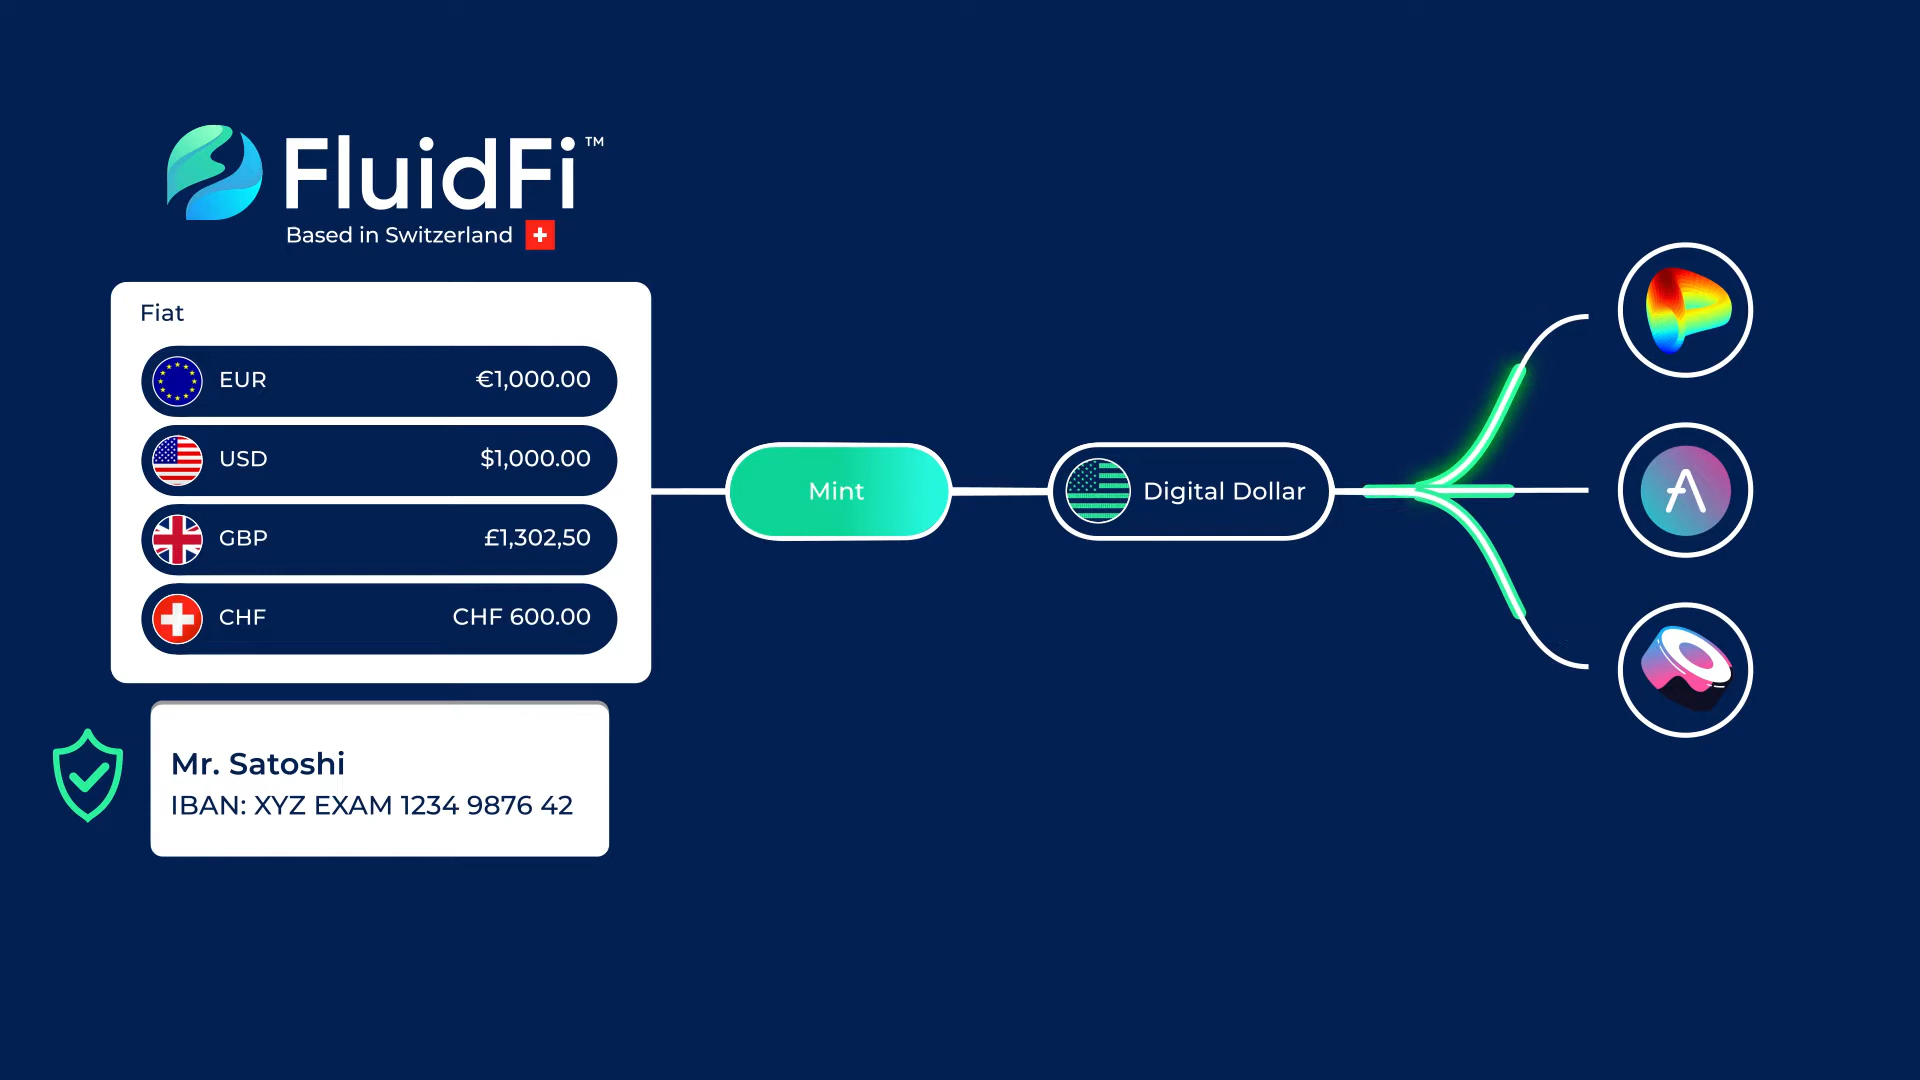 FluidFi™
Based in Switzerland
Fiat
EUR €1,000.00
USD $1,000.00
GBP £1,302,50
CHF CHF 600.00
Mint
Digital Dollar
Mr. Satoshi
IBAN: XYZ EXAM 1234 9876 42